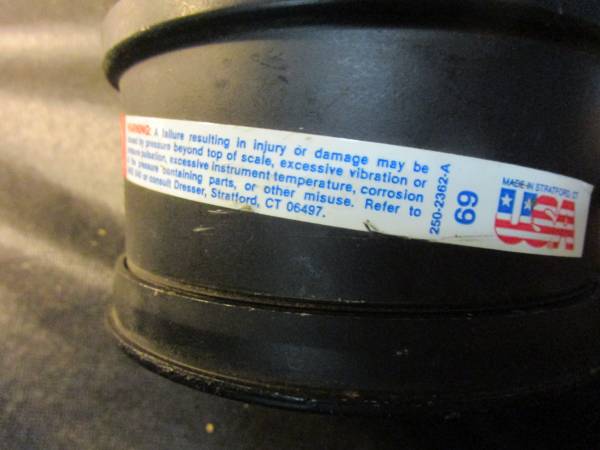 WARNING: A failure resulting in injury or damage may be
caused by pressure beyond top of scale, excessive vibration or
pressure pulsation, excessive instrument temperature, corrosion
of the pressure containing parts, or other misuse. Refer to
or consult Dresser, Stratford, CT 06497.
250-2362-A
69
MADE IN STRATFORD, CT
USA